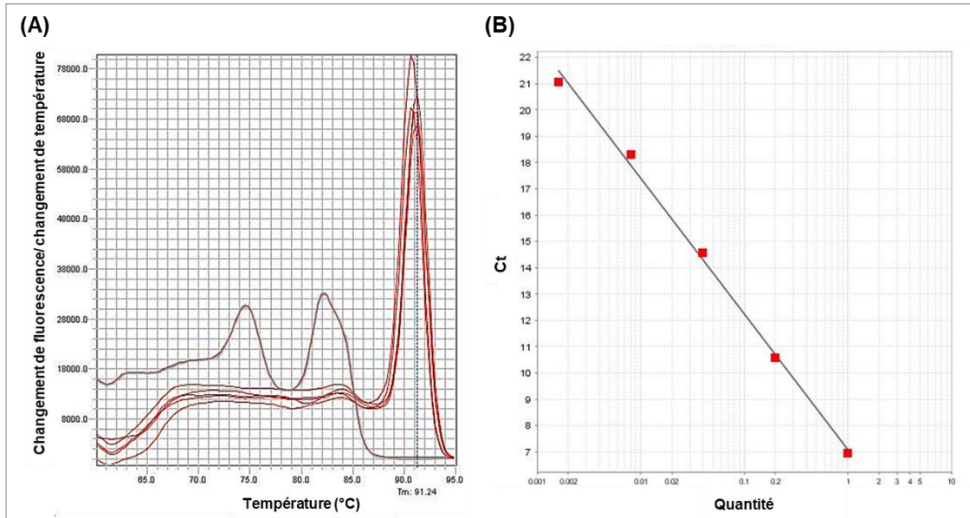 (A)
Changement de fluorescence/ changement de température
78000.0
68000.0
58000.0
48000.0
38000.0
28000.0
18000.0
8000.0
65.0 70.0 75.0 80.0 85.0 90.0 95.0
Tm: 91.24
Température (°C)
(B)
Ct
22
21
20
19
18
17
16
15
14
13
12
11
10
9
8
7
0.001 0.002 0.01 0.02 0.1 0.2 1 2 3 4 5 10
Quantité